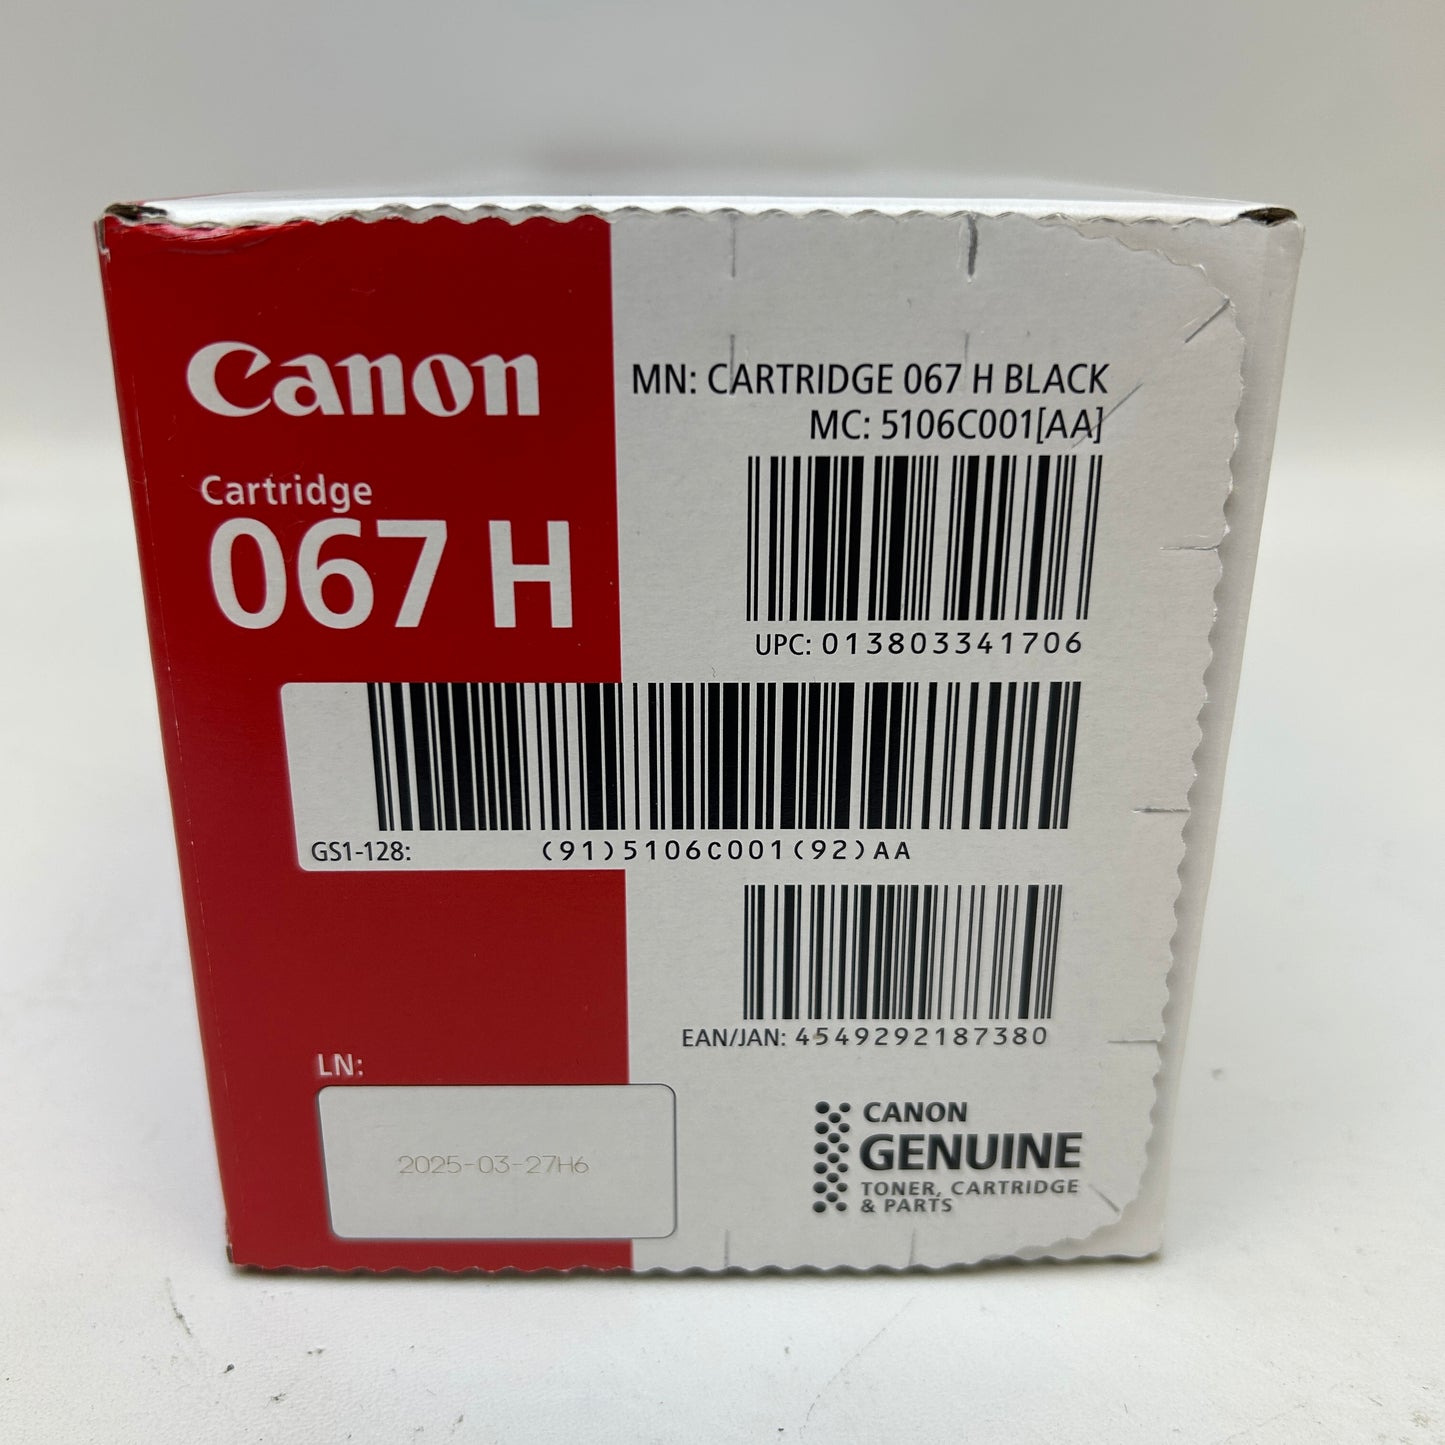 Canon
Cartridge
067 H
MN: CARTRIDGE 067 H BLACK
MC: 5106C001[AA]
UPC: 013803341706
GS1-128: (91)5106C001(92)AA
EAN/JAN: 4549292187380
LN:
2025-03-27H6
CANON
GENUINE
TONER, CARTRIDGE
& PARTS